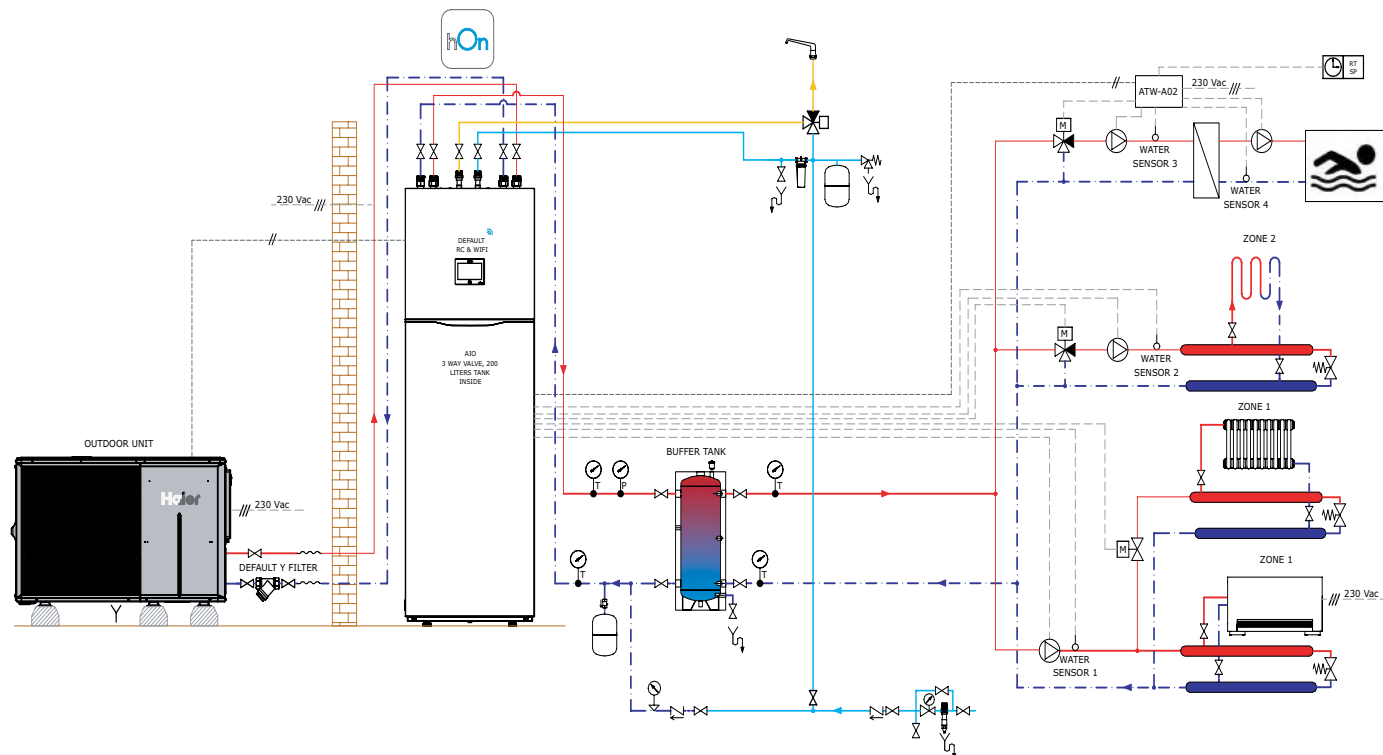 hOn
RT
SP
230 Vac
ATW-A02
M
WATER
SENSOR 3
WATER
SENSOR 4
230 Vac
DEFAULT
RC & WIFI
ZONE 2
M
WATER
SENSOR 2
AIO
3 WAY VALVE, 200
LITERS TANK
INSIDE
ZONE 1
OUTDOOR UNIT
BUFFER TANK
T
P
T
Haier
230 Vac
M
DEFAULT Y FILTER
T
T
ZONE 1
230 Vac
WATER
SENSOR 1